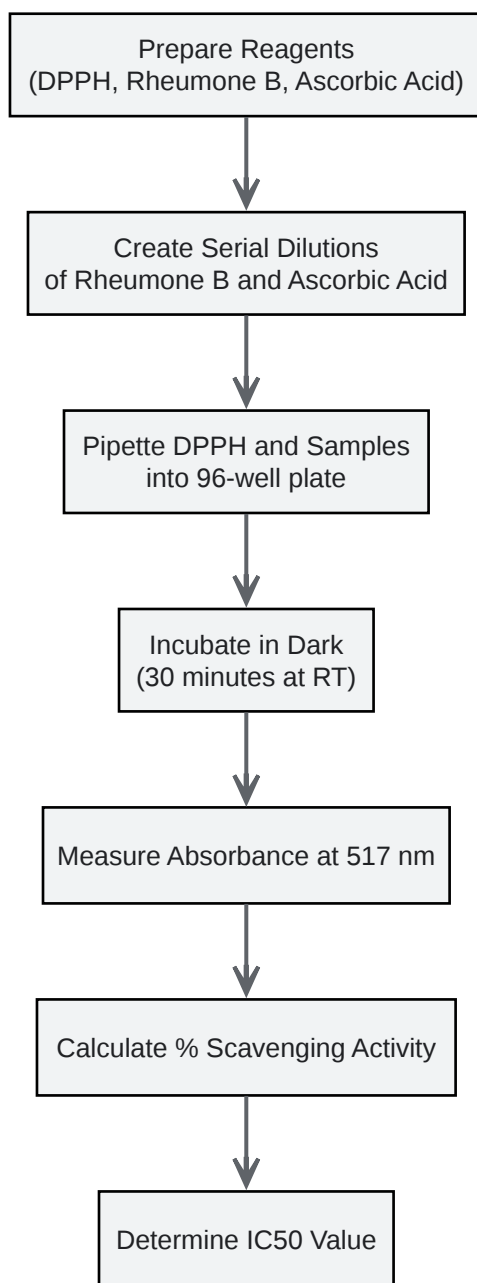 Prepare Reagents
(DPPH, Rheumone B, Ascorbic Acid)
Create Serial Dilutions
of Rheumone B and Ascorbic Acid
Pipette DPPH and Samples
into 96-well plate
Incubate in Dark
(30 minutes at RT)
Measure Absorbance at 517 nm
Calculate % Scavenging Activity
Determine IC50 Value